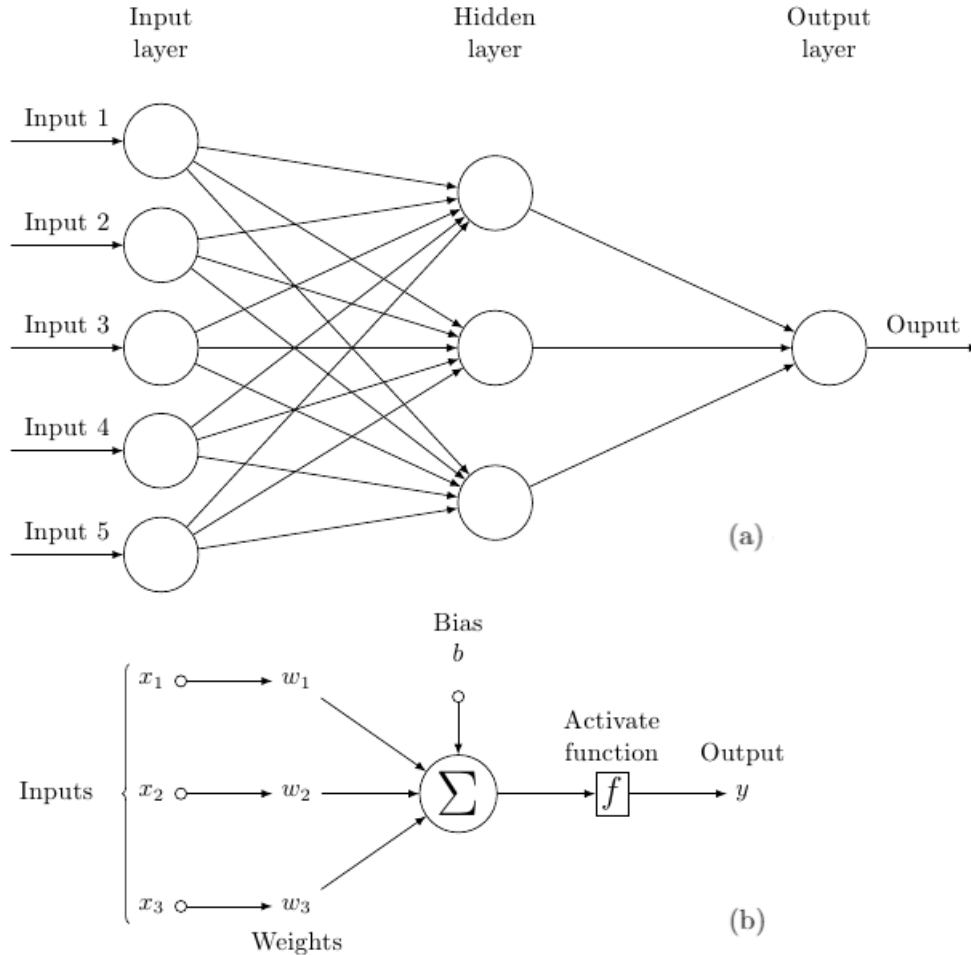 Input
layer
Hidden
layer
Output
layer
Input 1
Input 2
Input 3
Input 4
Input 5
Ouput
(a)
Bias
b
x1
w1
Activate
function
Output
Inputs
x2
w2
∑
f
y
x3
w3
Weights
(b)